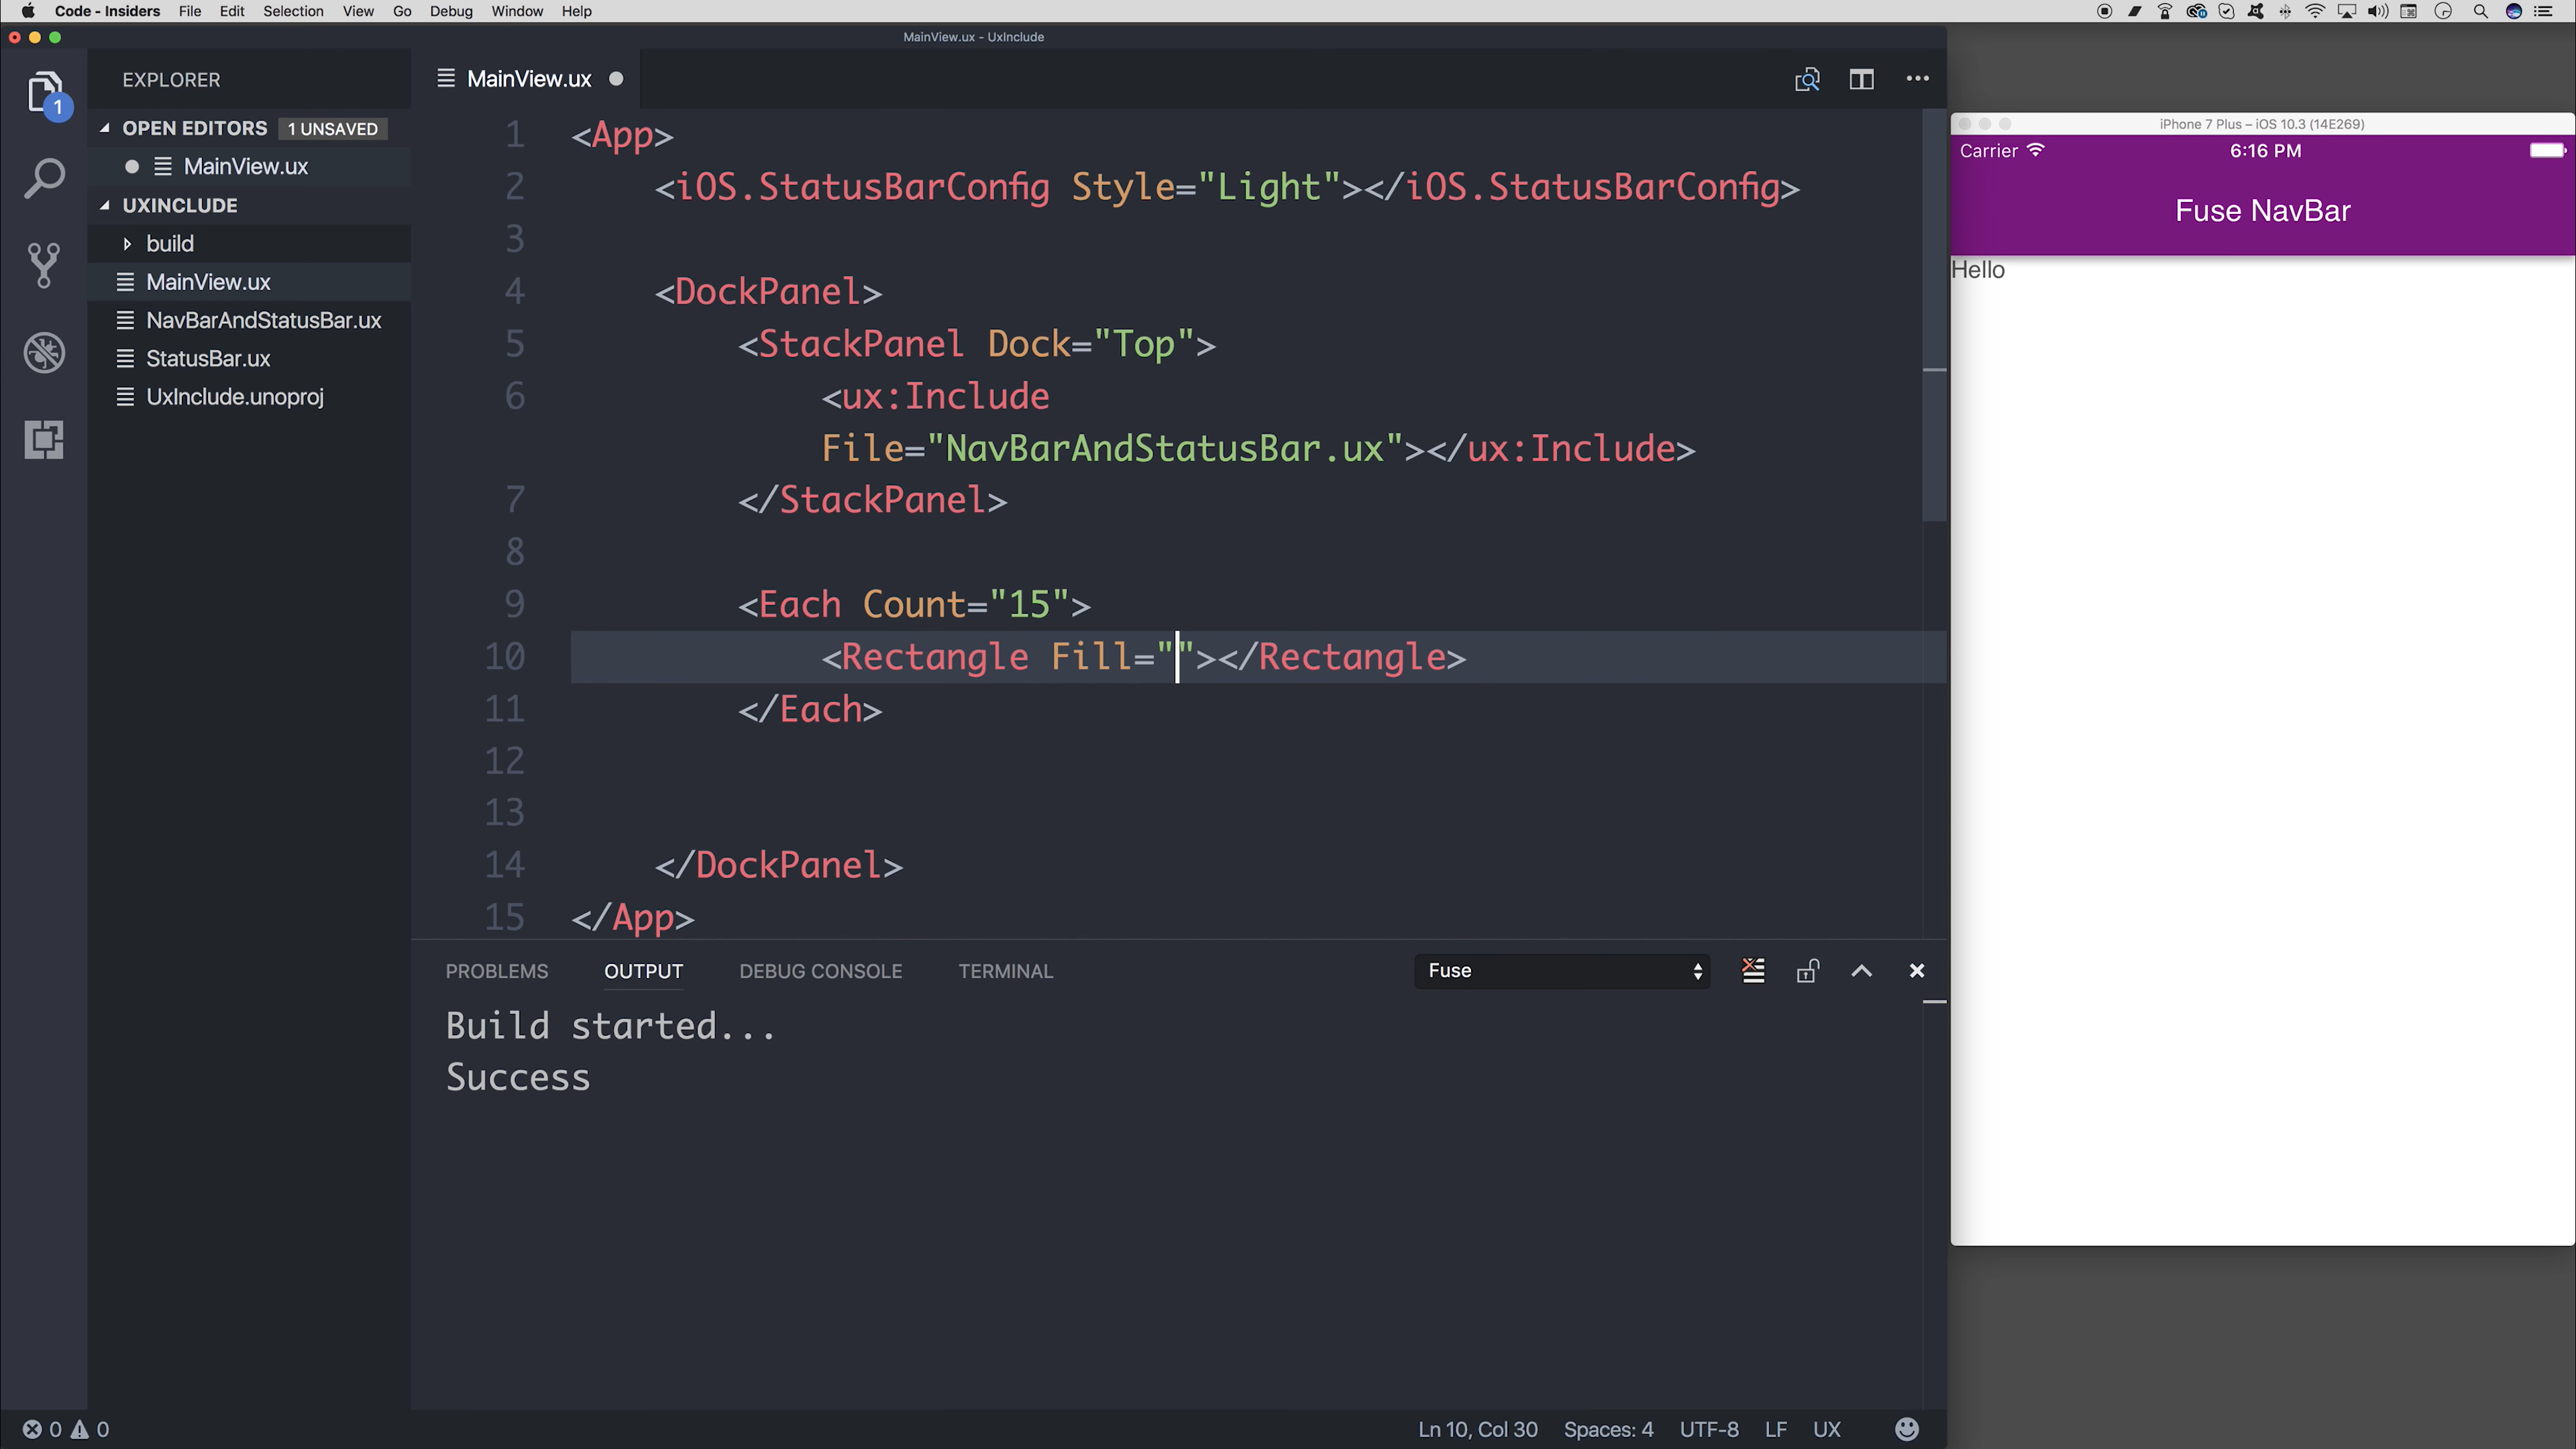 Code - Insiders File Edit Selection View Go Debug Window Help
MainView.ux - UxInclude
EXPLORER
OPEN EDITORS 1 UNSAVED
MainView.ux
UXINCLUDE
build
MainView.ux
NavBarAndStatusBar.ux
StatusBar.ux
UxInclude.unoproj
1
MainView.ux
1 <App>
2 <iOS.StatusBarConfig Style="Light"></iOS.StatusBarConfig>
3
4 <DockPanel>
5 <StackPanel Dock="Top">
6 <ux:Include
File="NavBarAndStatusBar.ux"></ux:Include>
7 </StackPanel>
8
9 <Each Count="15">
10 <Rectangle Fill=""></Rectangle>
11 </Each>
12
13
14 </DockPanel>
15 </App>
PROBLEMS OUTPUT DEBUG CONSOLE TERMINAL Fuse
Build started...
Success
0 0 Ln 10, Col 30 Spaces: 4 UTF-8 LF UX
iPhone 7 Plus – iOS 10.3 (14E269)
Carrier 6:16 PM
Fuse NavBar
Hello